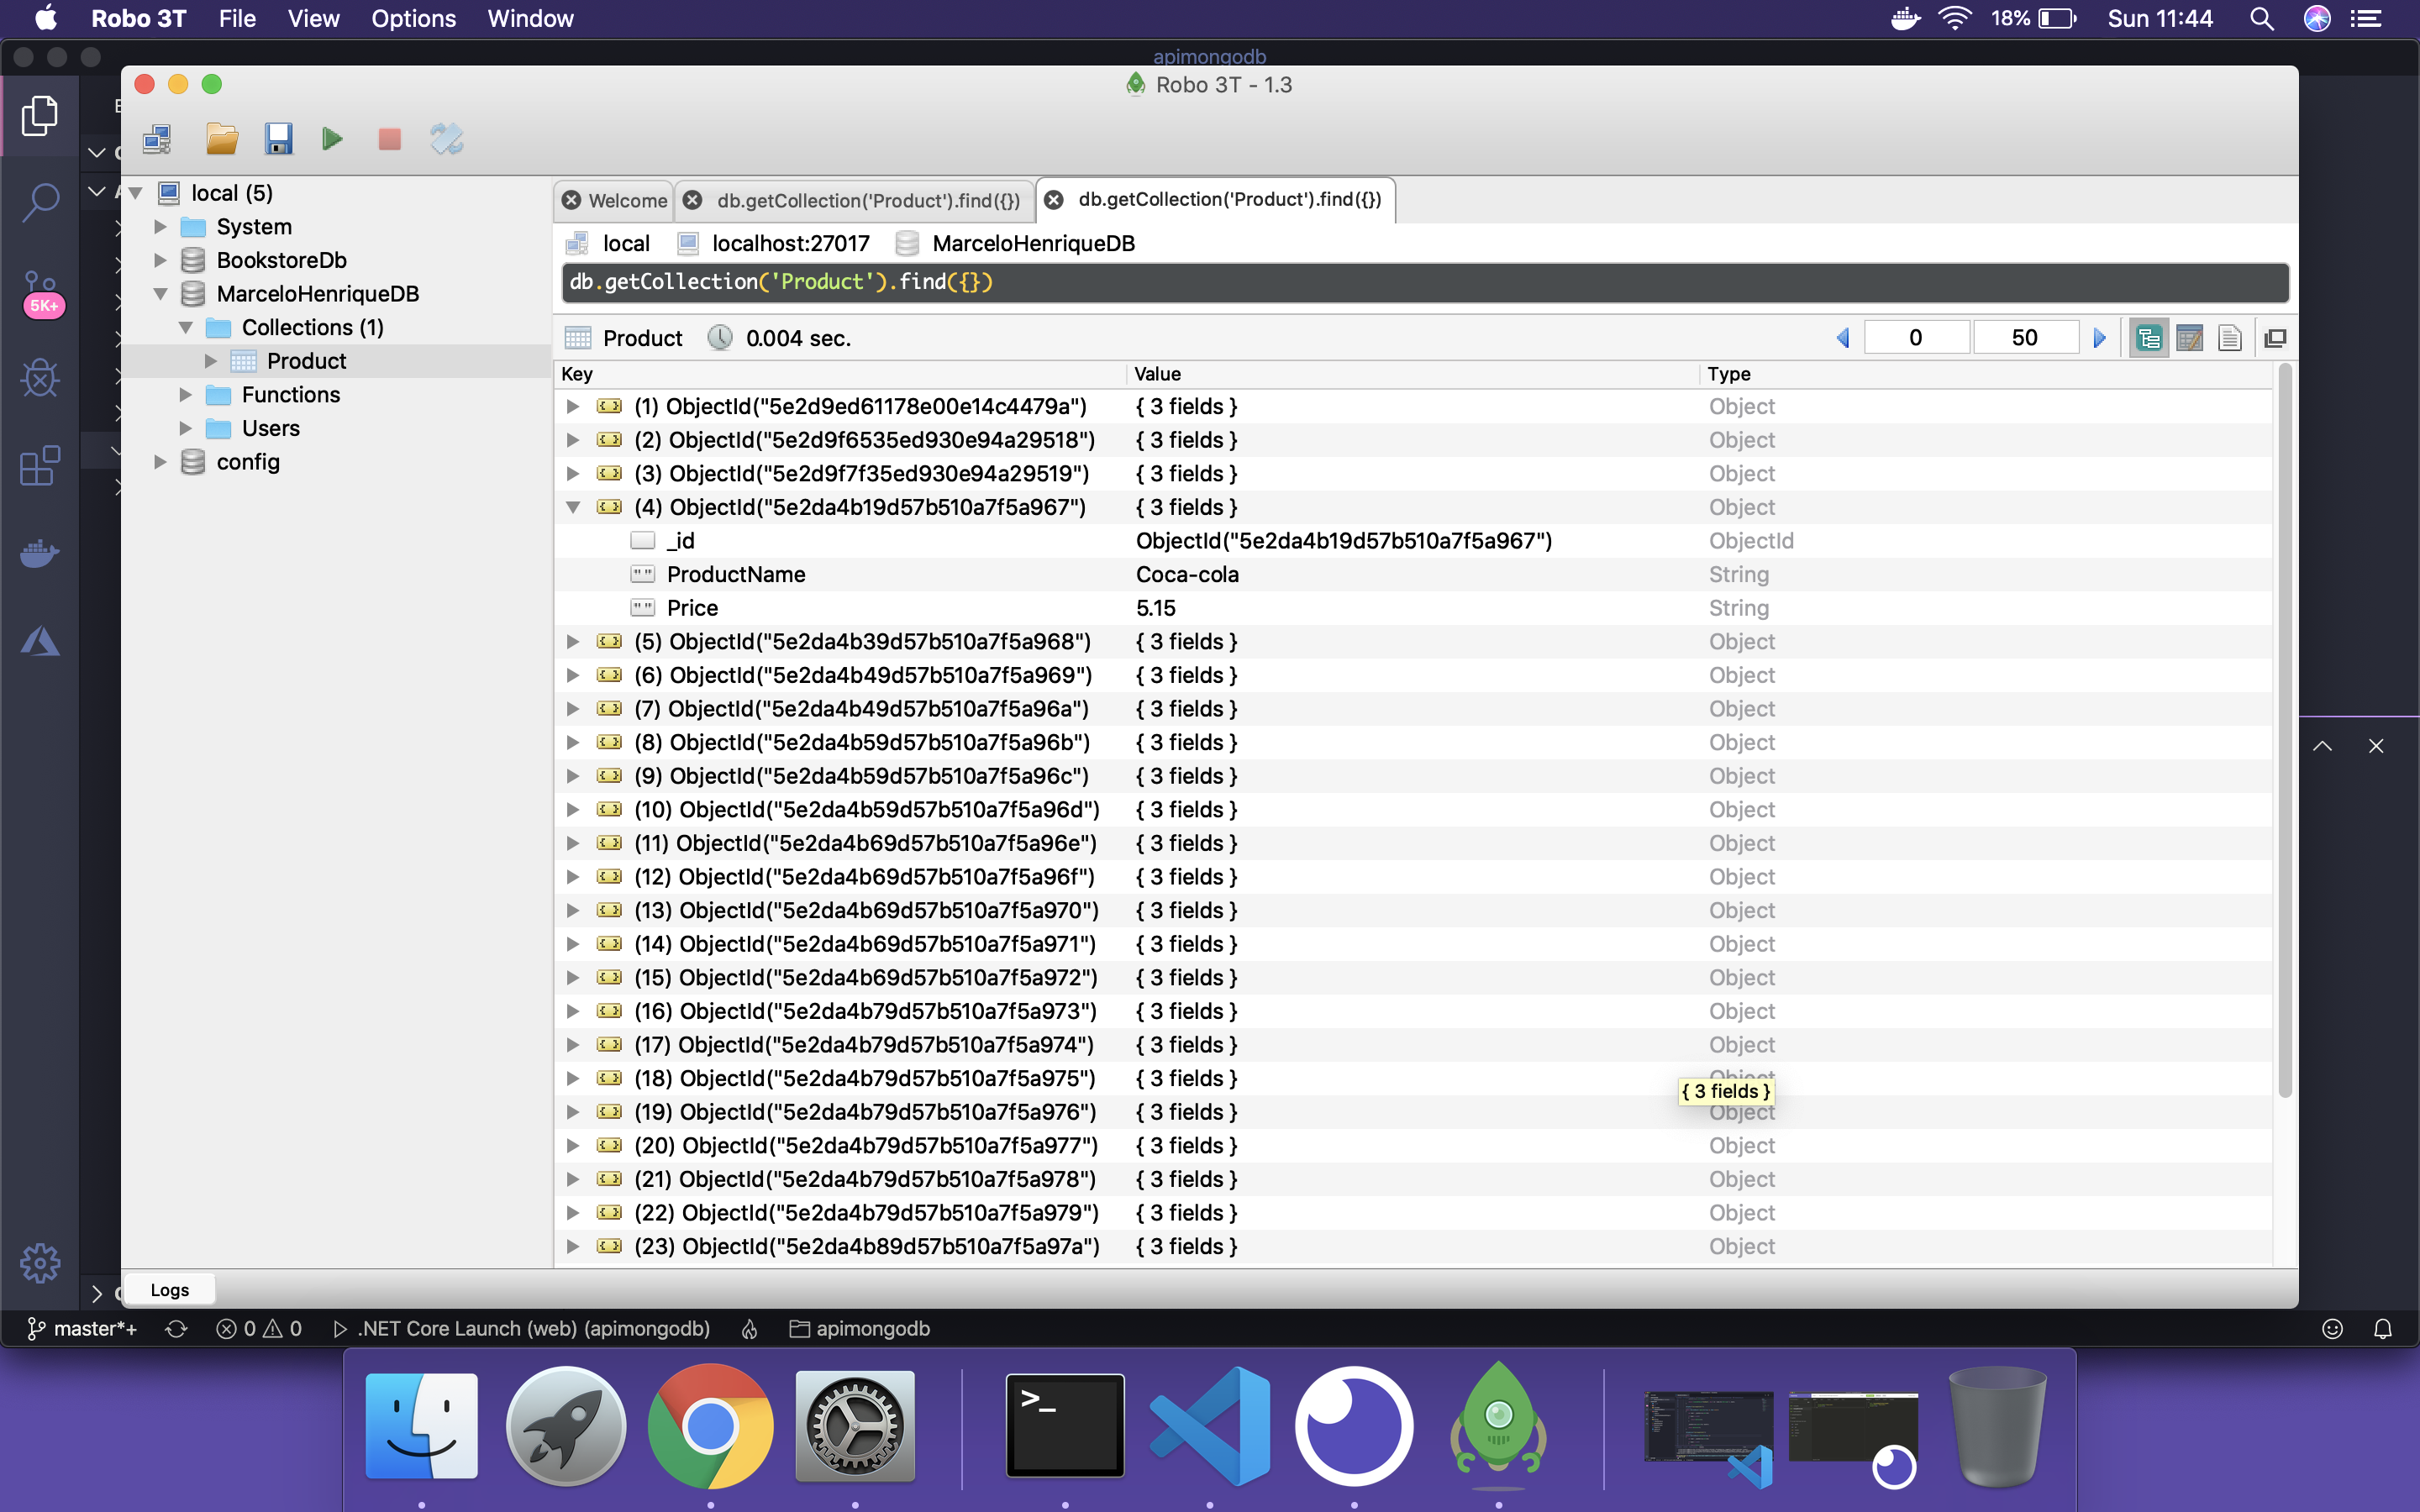 Robo 3T File View Options Window 18% Sun 11:44
apimongodb
Robo 3T - 1.3
5K+
local (5)
System
BookstoreDb
MarceloHenriqueDB
Collections (1)
Product
Functions
Users
config
Welcome db.getCollection('Product').find({}) db.getCollection('Product').find({})
local localhost:27017 MarceloHenriqueDB
db.getCollection('Product').find({})
Product 0.004 sec. 0 50
Key Value Type
(1) ObjectId("5e2d9ed61178e00e14c4479a") { 3 fields } Object
(2) ObjectId("5e2d9f6535ed930e94a29518") { 3 fields } Object
(3) ObjectId("5e2d9f7f35ed930e94a29519") { 3 fields } Object
(4) ObjectId("5e2da4b19d57b510a7f5a967") { 3 fields } Object
_id ObjectId("5e2da4b19d57b510a7f5a967") ObjectId
ProductName Coca-cola String
Price 5.15 String
(5) ObjectId("5e2da4b39d57b510a7f5a968") { 3 fields } Object
(6) ObjectId("5e2da4b49d57b510a7f5a969") { 3 fields } Object
(7) ObjectId("5e2da4b49d57b510a7f5a96a") { 3 fields } Object
(8) ObjectId("5e2da4b59d57b510a7f5a96b") { 3 fields } Object
(9) ObjectId("5e2da4b59d57b510a7f5a96c") { 3 fields } Object
(10) ObjectId("5e2da4b59d57b510a7f5a96d") { 3 fields } Object
(11) ObjectId("5e2da4b69d57b510a7f5a96e") { 3 fields } Object
(12) ObjectId("5e2da4b69d57b510a7f5a96f") { 3 fields } Object
(13) ObjectId("5e2da4b69d57b510a7f5a970") { 3 fields } Object
(14) ObjectId("5e2da4b69d57b510a7f5a971") { 3 fields } Object
(15) ObjectId("5e2da4b69d57b510a7f5a972") { 3 fields } Object
(16) ObjectId("5e2da4b79d57b510a7f5a973") { 3 fields } Object
(17) ObjectId("5e2da4b79d57b510a7f5a974") { 3 fields } Object
(18) ObjectId("5e2da4b79d57b510a7f5a975") { 3 fields } Object
{ 3 fields }
(19) ObjectId("5e2da4b79d57b510a7f5a976") { 3 fields } Object
(20) ObjectId("5e2da4b79d57b510a7f5a977") { 3 fields } Object
(21) ObjectId("5e2da4b79d57b510a7f5a978") { 3 fields } Object
(22) ObjectId("5e2da4b79d57b510a7f5a979") { 3 fields } Object
(23) ObjectId("5e2da4b89d57b510a7f5a97a") { 3 fields } Object
Logs
master*+ 0 0 .NET Core Launch (web) (apimongodb) apimongodb
>_